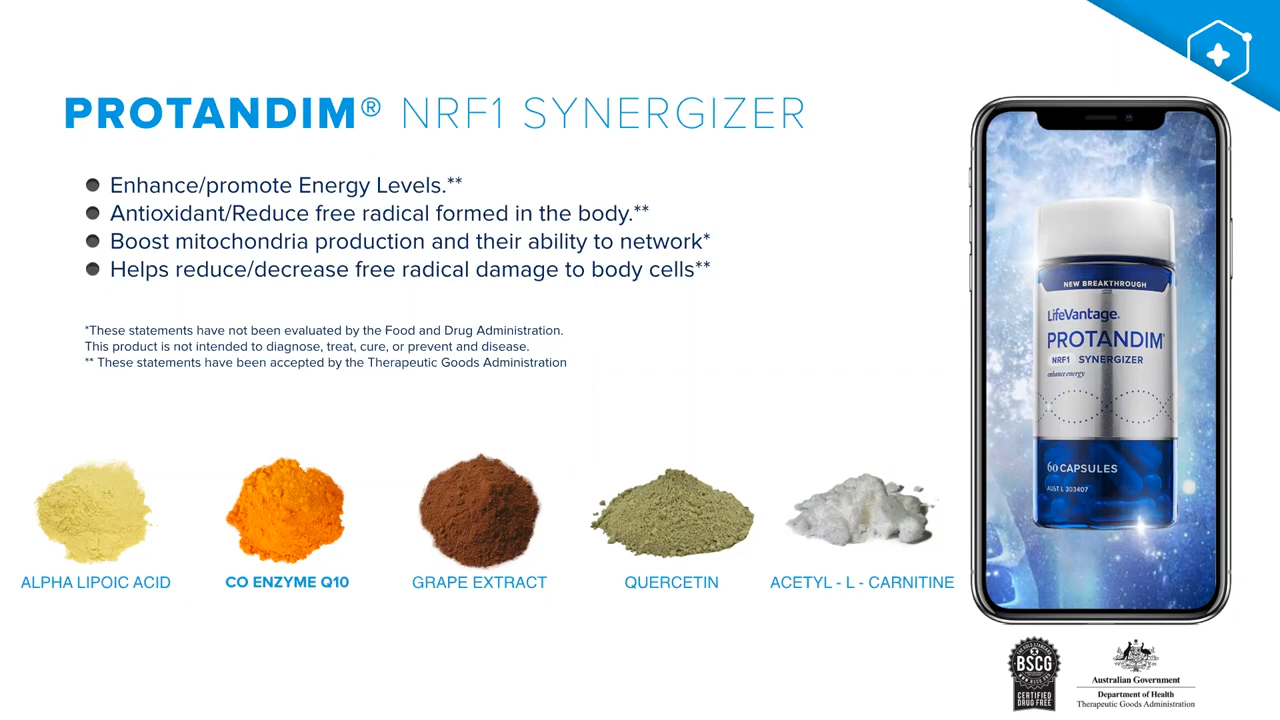 PROTANDIM® NRF1 SYNERGIZER
Enhance/promote Energy Levels.**
Antioxidant/Reduce free radical formed in the body.**
Boost mitochondria production and their ability to network*
Helps reduce/decrease free radical damage to body cells**
*These statements have not been evaluated by the Food and Drug Administration.
This product is not intended to diagnose, treat, cure, or prevent and disease.
** These statements have been accepted by the Therapeutic Goods Administration
NEW BREAKTHROUGH
LifeVantage.
PROTANDIM®
NRF1 SYNERGIZER
enhance energy
60 CAPSULES
AUST L 303407
ALPHA LIPOIC ACID
CO ENZYME Q10
GRAPE EXTRACT
QUERCETIN
ACETYL - L - CARNITINE
BSCG
WWW.BSCG.ORG
CERTIFIED
DRUG FREE
Australian Government
Department of Health
Therapeutic Goods Administration